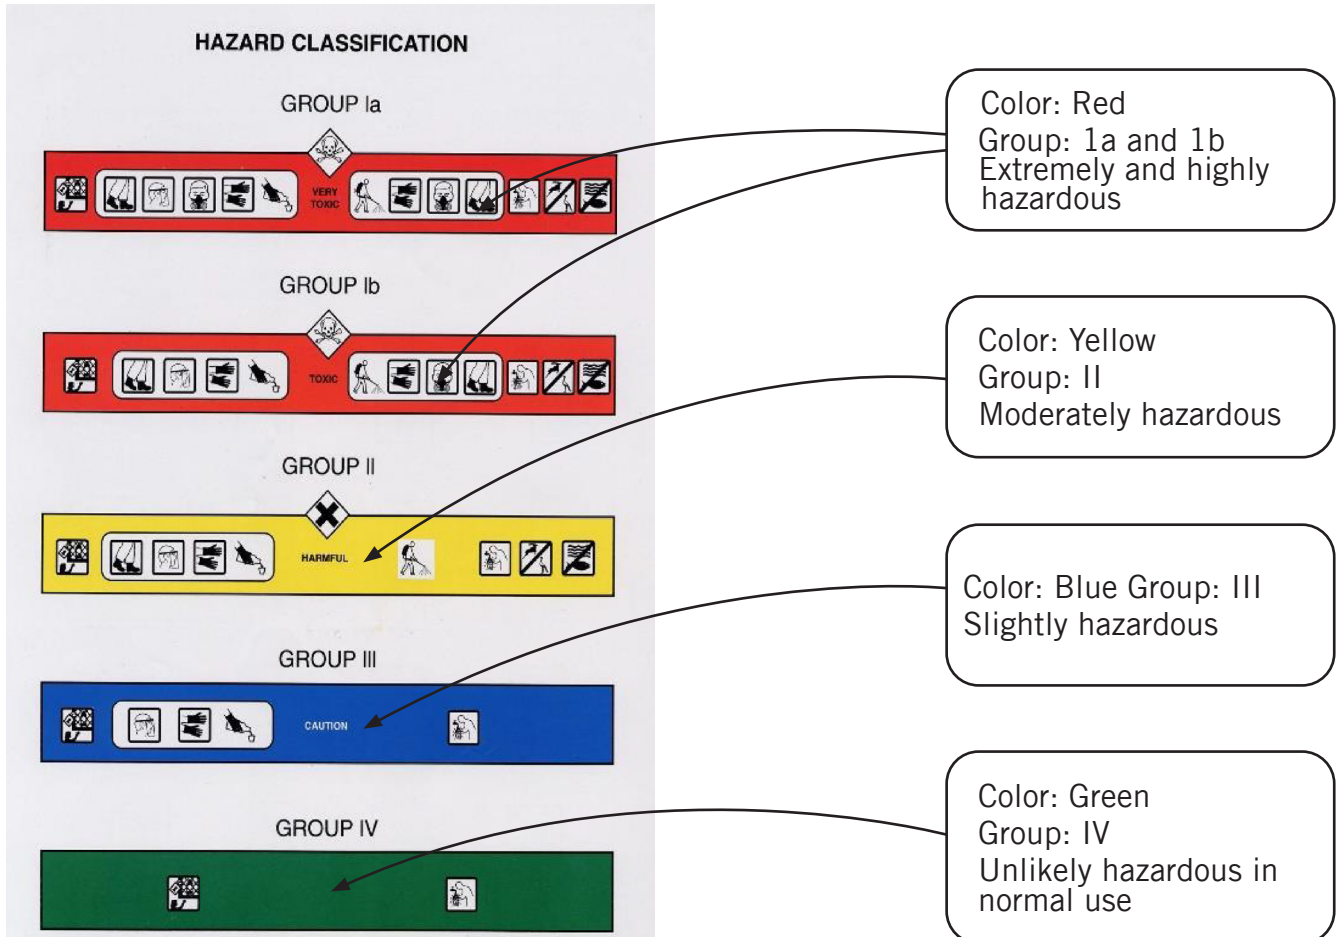 HAZARD CLASSIFICATION
GROUP Ia
VERY
TOXIC
GROUP Ib
TOXIC
GROUP II
HARMFUL
GROUP III
CAUTION
GROUP IV
Color: Red
Group: 1a and 1b
Extremely and highly
hazardous
Color: Yellow
Group: II
Moderately hazardous
Color: Blue Group: III
Slightly hazardous
Color: Green
Group: IV
Unlikely hazardous in
normal use